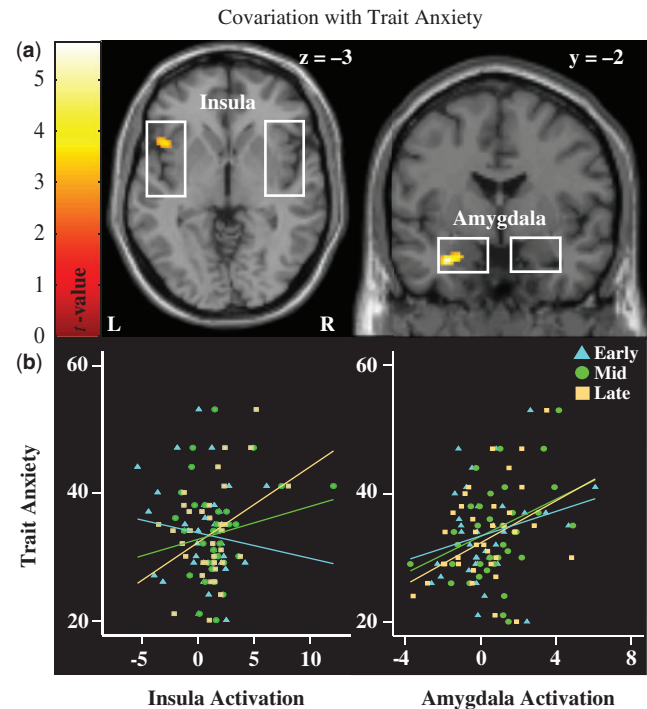 Covariation with Trait Anxiety
(a)
5
4
3
2
1
0
t-value
z = –3
Insula
L
R
y = –2
Amygdala
(b)
60
40
20
Trait Anxiety
-5
0
5
10
Insula Activation
60
40
20
Early
Mid
Late
-4
0
4
8
Amygdala Activation